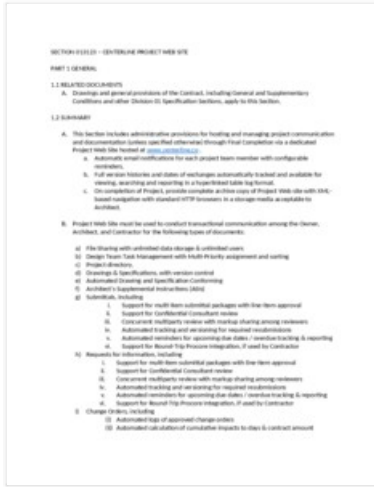 SECTION 013123 – CENTERLINE PROJECT WEB SITE
PART 1 GENERAL
1.1 RELATED DOCUMENTS
A. Drawings and general provisions of the Contract, including General and Supplementary
Conditions and other Division 01 Specification Sections, apply to this Section.
1.2 SUMMARY
A. This Section includes administrative provisions for hosting and managing project communication
and documentation (unless specified otherwise) through Final Completion via a dedicated
Project Web Site hosted at www.centerline.co.
a. Automatic email notifications for each project team member with configurable
reminders.
b. Full version histories and dates of exchanges automatically tracked and available for
viewing, searching and reporting in a hyperlinked table log format.
c. On completion of Project, provide complete archive copy of Project Web site with XML-
based navigation with standard HTTP browsers in a storage media acceptable to
Architect.
B. Project Web Site must be used to conduct transactional communication among the Owner,
Architect, and Contractor for the following types of documents:
a) File Sharing with unlimited data storage & unlimited users
b) Design Team Task Management with Multi-Priority assignment and sorting
c) Project directory.
d) Drawings & Specifications, with version control
e) Automated Drawing and Specification Conforming
f) Architect's Supplemental Instructions (ASIs)
g) Submittals, including
i. Support for multi-item submittal packages with line-item approval
ii. Support for Confidential Consultant review
iii. Concurrent multiparty review with markup sharing among reviewers
iv. Automated tracking and versioning for required resubmissions
v. Automated reminders for upcoming due dates / overdue tracking & reporting
vi. Support for Round-Trip Procore Integration, if used by Contractor
h) Requests for Information, including
i. Support for multi-item submittal packages with line-item approval
ii. Support for Confidential Consultant review
iii. Concurrent multiparty review with markup sharing among reviewers
iv. Automated tracking and versioning for required resubmissions
v. Automated reminders for upcoming due dates / overdue tracking & reporting
vi. Support for Round-Trip Procore Integration, if used by Contractor
i) Change Orders, including
(i) Automated logs of approved change orders
(ii) Automated calculation of cumulative impacts to days & contract amount